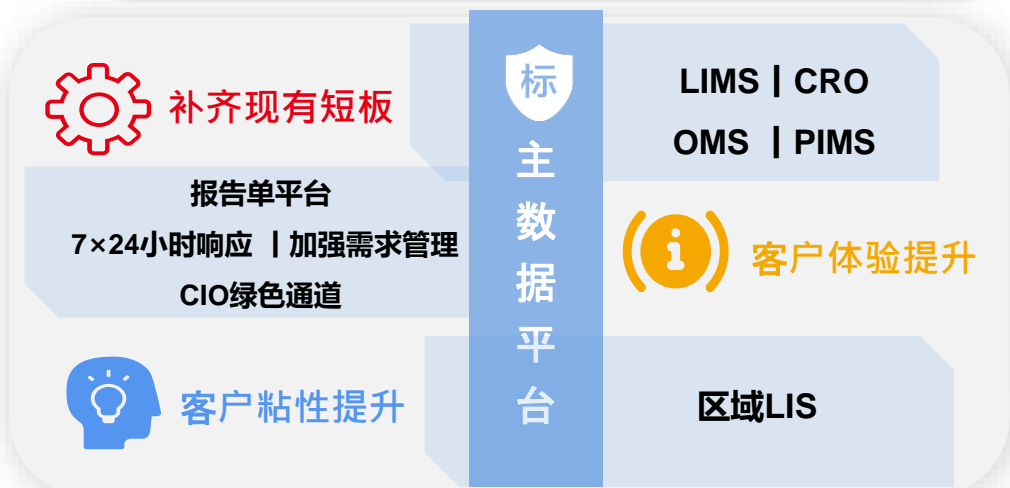 补齐现有短板
LIMS | CRO
OMS | PIMS
标
主
数
据
平
台
报告单平台
7×24小时响应 | 加强需求管理
CIO绿色通道
客户体验提升
客户粘性提升
区域LIS